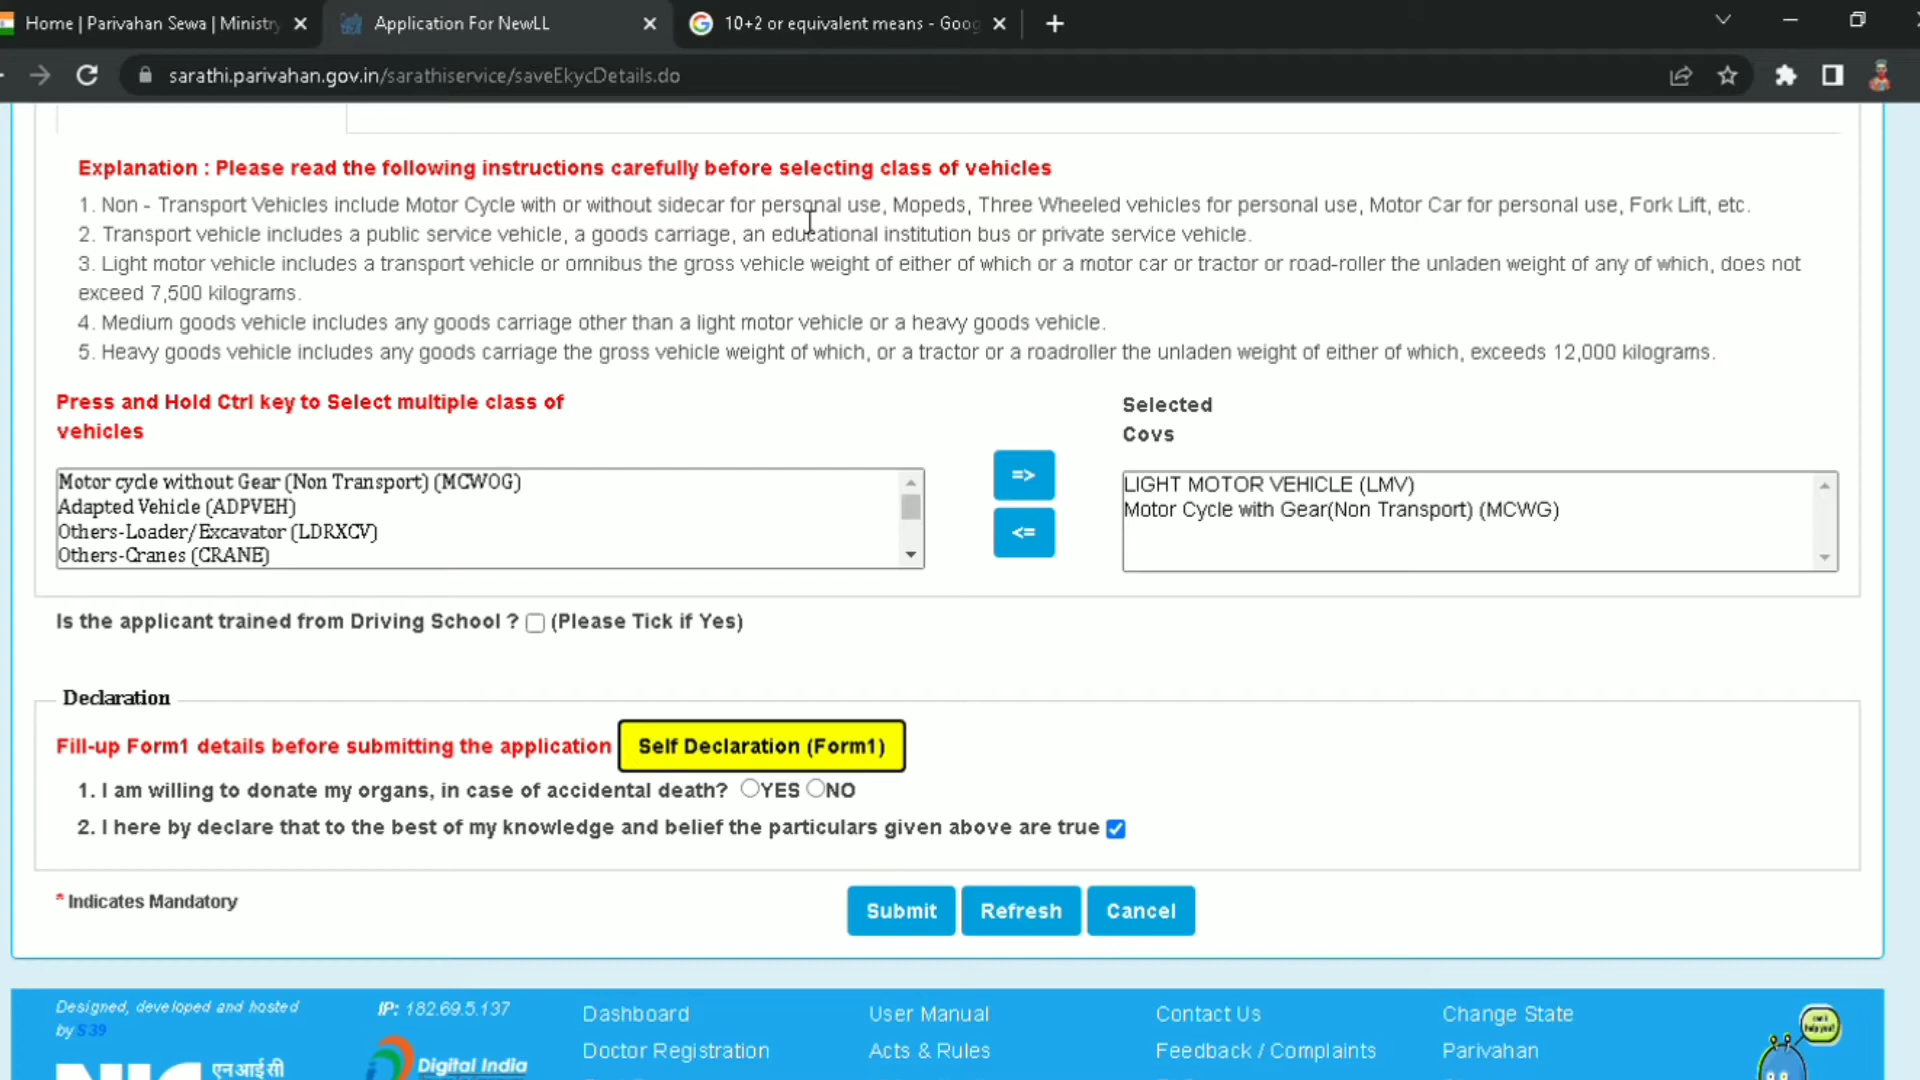 Home | Parivahan Sewa | Ministry
Application For NewLL
10+2 or equivalent means - Goog
sarathi.parivahan.gov.in/sarathiservice/saveEkycDetails.do
Explanation : Please read the following instructions carefully before selecting class of vehicles
1. Non - Transport Vehicles include Motor Cycle with or without sidecar for personal use, Mopeds, Three Wheeled vehicles for personal use, Motor Car for personal use, Fork Lift, etc.
2. Transport vehicle includes a public service vehicle, a goods carriage, an educational institution bus or private service vehicle.
3. Light motor vehicle includes a transport vehicle or omnibus the gross vehicle weight of either of which or a motor car or tractor or road-roller the unladen weight of any of which, does not
exceed 7,500 kilograms.
4. Medium goods vehicle includes any goods carriage other than a light motor vehicle or a heavy goods vehicle.
5. Heavy goods vehicle includes any goods carriage the gross vehicle weight of which, or a tractor or a roadroller the unladen weight of either of which, exceeds 12,000 kilograms.
Press and Hold Ctrl key to Select multiple class of
vehicles
Selected
Covs
Motor cycle without Gear (Non Transport) (MCWOG)
Adapted Vehicle (ADPVEH)
Others-Loader/Excavator (LDRXCV)
Others-Cranes (CRANE)
=>
<=
LIGHT MOTOR VEHICLE (LMV)
Motor Cycle with Gear(Non Transport) (MCWG)
Is the applicant trained from Driving School ? (Please Tick if Yes)
Declaration
Fill-up Form1 details before submitting the application Self Declaration (Form1)
1. I am willing to donate my organs, in case of accidental death? YES NO
2. I here by declare that to the best of my knowledge and belief the particulars given above are true
* Indicates Mandatory
Submit Refresh Cancel
Designed, developed and hosted
by S39
IP: 182.69.5.137
Dashboard
User Manual
Contact Us
Change State
Doctor Registration
Acts & Rules
Feedback / Complaints
Parivahan
NIC एनआईसी
Digital India
can i
help you?